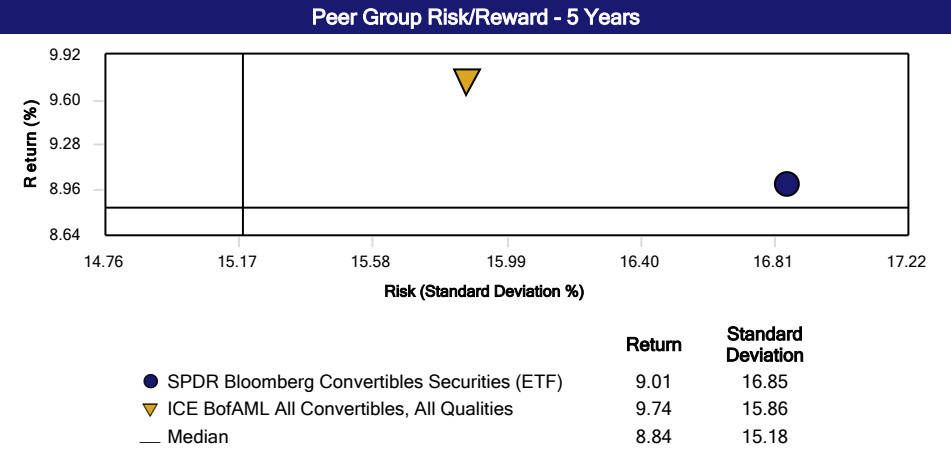 Peer Group Risk/Reward - 5 Years
9.92
9.60
9.28
8.96
8.64
Return (%)
14.76 15.17 15.58 15.99 16.40 16.81 17.22
Risk (Standard Deviation %)
Return Standard Deviation
SPDR Bloomberg Convertibles Securities (ETF) 9.01 16.85
ICE BofAML All Convertibles, All Qualities 9.74 15.86
Median 8.84 15.18